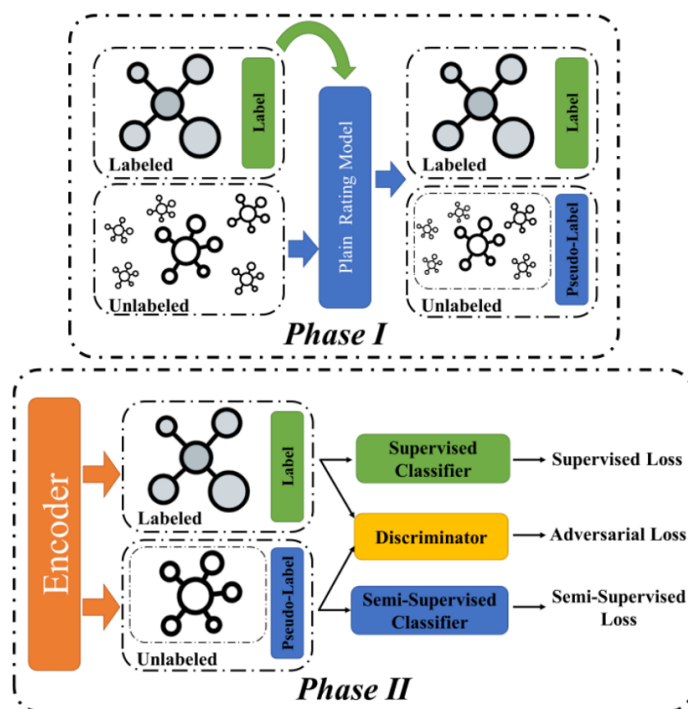 Label
Labeled
Plain Rating Model
Label
Labeled
Unlabeled
Pseudo-Label
Unlabeled
Phase I
Encoder
Label
Labeled
Supervised
Classifier
Supervised Loss
Discriminator
Adversarial Loss
Pseudo-Label
Unlabeled
Semi-Supervised
Classifier
Semi-Supervised
Loss
Phase II